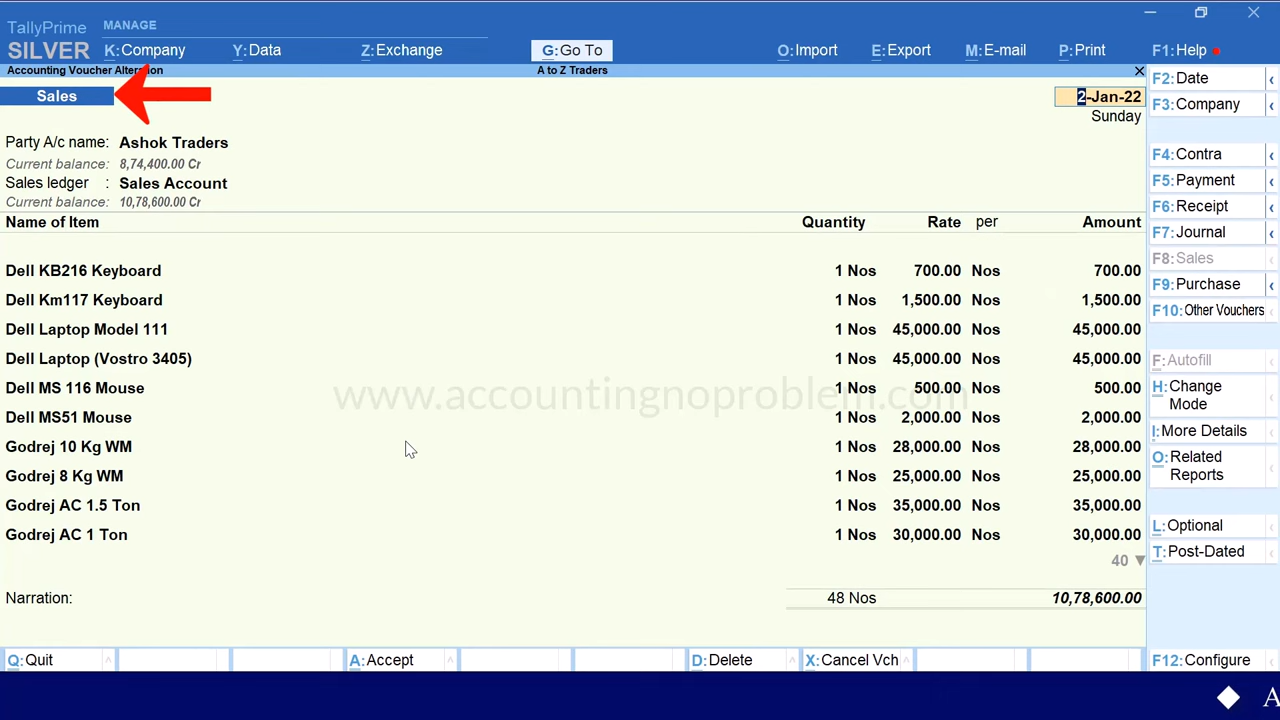 TallyPrime MANAGE
SILVER K:Company Y:Data Z:Exchange G:Go To O:Import E:Export M:E-mail P:Print F1:Help
Accounting Voucher Alteration A to Z Traders
Sales 2-Jan-22
Sunday
Party A/c name: Ashok Traders
Current balance: 8,74,400.00 Cr
Sales ledger : Sales Account
Current balance: 10,78,600.00 Cr
Name of Item Quantity Rate per Amount
Dell KB216 Keyboard 1 Nos 700.00 Nos 700.00
Dell Km117 Keyboard 1 Nos 1,500.00 Nos 1,500.00
Dell Laptop Model 111 1 Nos 45,000.00 Nos 45,000.00
Dell Laptop (Vostro 3405) 1 Nos 45,000.00 Nos 45,000.00
Dell MS 116 Mouse 1 Nos 500.00 Nos 500.00
www.accountingnoproblem.com
Dell MS51 Mouse 1 Nos 2,000.00 Nos 2,000.00
Godrej 10 Kg WM 1 Nos 28,000.00 Nos 28,000.00
Godrej 8 Kg WM 1 Nos 25,000.00 Nos 25,000.00
Godrej AC 1.5 Ton 1 Nos 35,000.00 Nos 35,000.00
Godrej AC 1 Ton 1 Nos 30,000.00 Nos 30,000.00
40 ▼
Narration: 48 Nos 10,78,600.00
F2:Date
F3:Company
F4:Contra
F5:Payment
F6:Receipt
F7:Journal
F8:Sales
F9:Purchase
F10:Other Vouchers
F:Autofill
H:Change
Mode
I:More Details
O:Related
Reports
L:Optional
T:Post-Dated
Q:Quit A:Accept D:Delete X:Cancel Vch F12:Configure
A